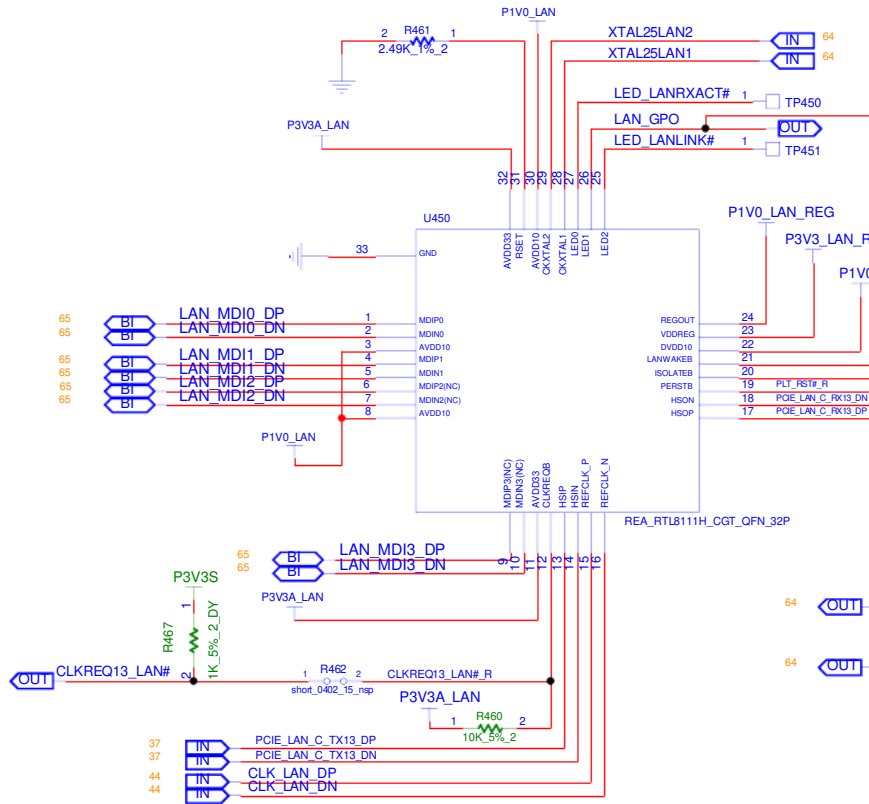 P1V0_LAN
R461
2 1
2.49K_1%_2
XTAL25LAN2 IN 64
XTAL25LAN1 IN 64
LED_LANRXACT# 1 TP450
LAN_GPO OUT
LED_LANLINK# 1 TP451
P3V3A_LAN
32 31 30 29 28 27 26 25
U450
P1V0_LAN_REG
P3V3_LAN_R
P1V0
33 GND
AVDD33 RSET AVDD10 CKXTAL2 CKXTAL1 LED0 LED1 LED2
65 BI LAN_MDI0_DP 1 MDIP0
65 BI LAN_MDI0_DN 2 MDIN0
3 AVDD10
65 BI LAN_MDI1_DP 4 MDIP1
65 BI LAN_MDI1_DN 5 MDIN1
65 BI LAN_MDI2_DP 6 MDIP2(NC)
65 BI LAN_MDI2_DN 7 MDIN2(NC)
8 AVDD10
REGOUT 24
VDDREG 23
DVDD10 22
LANWAKEB 21
ISOLATEB 20
PERSTB 19 PLT_RST#_R
HSON 18 PCIE_LAN_C_RX13_DN
HSOP 17 PCIE_LAN_C_RX13_DP
P1V0_LAN
MDIP3(NC) MDIN3(NC) AVDD33 CLKREQB HSIP HSIN REFCLK_P REFCLK_N
REA_RTL8111H_CGT_QFN_32P
9 10 11 12 13 14 15 16
65 BI LAN_MDI3_DP
65 BI LAN_MDI3_DN
P3V3S
P3V3A_LAN
1
R467
1K_5%_2_DY
2
64 OUT
64 OUT
OUT CLKREQ13_LAN#
1 R462 2
short_0402_15_nsp
CLKREQ13_LAN#_R
P3V3A_LAN
1 R460 2
10K_5%_2
37 IN PCIE_LAN_C_TX13_DP
37 IN PCIE_LAN_C_TX13_DN
44 IN CLK_LAN_DP
44 IN CLK_LAN_DN